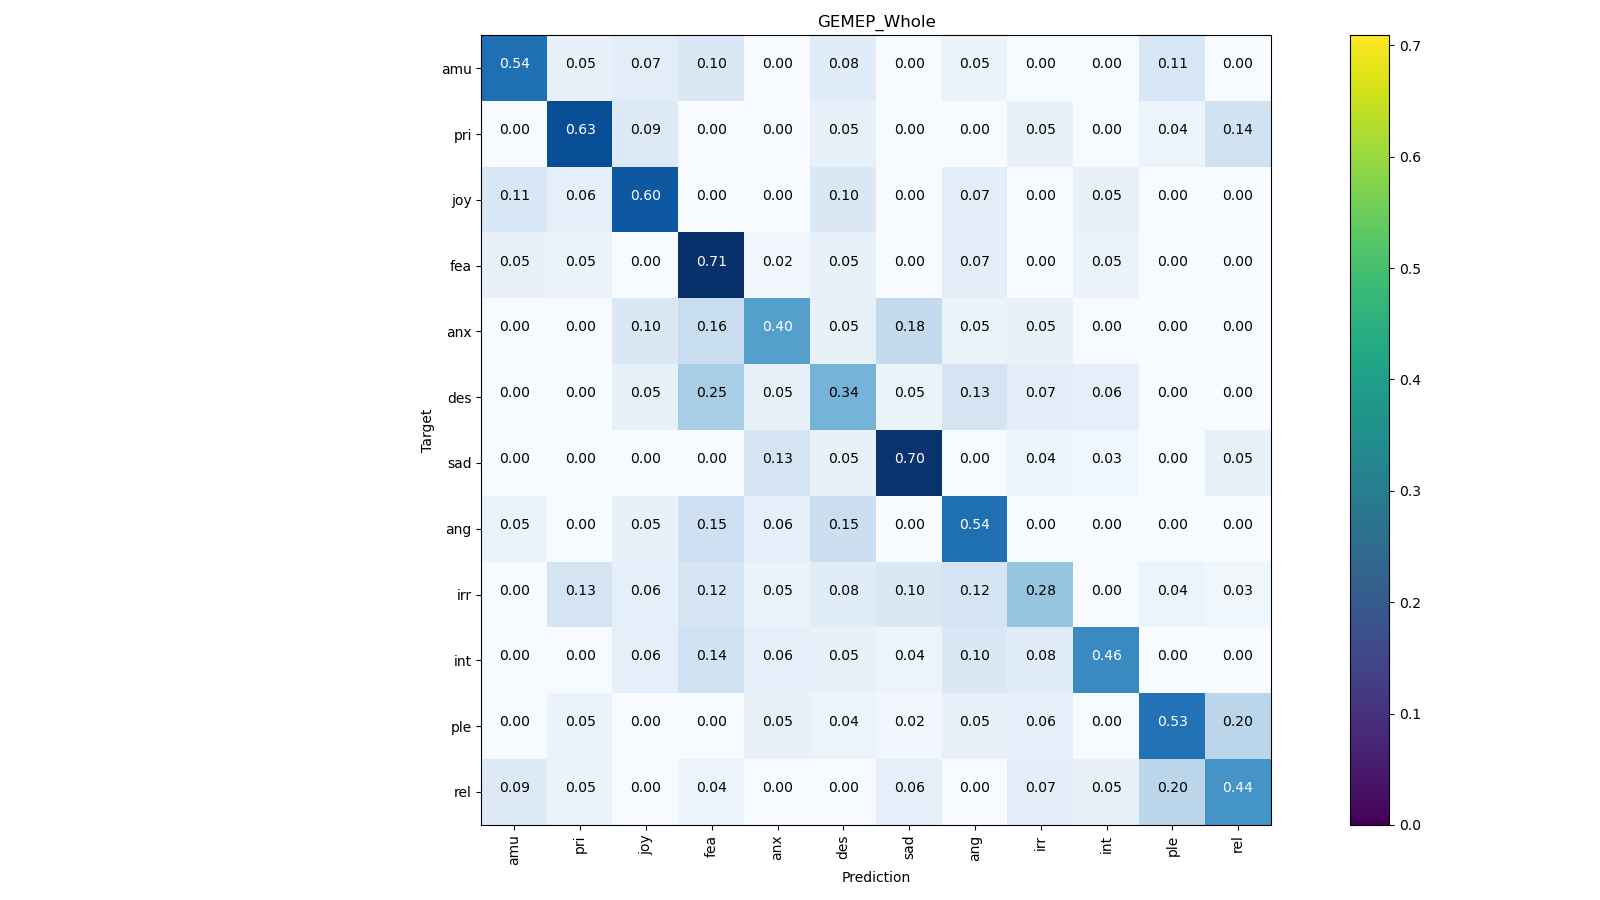 GEMEP_Whole
amu 0.54 0.05 0.07 0.10 0.00 0.08 0.00 0.05 0.00 0.00 0.11 0.00
pri 0.00 0.63 0.09 0.00 0.00 0.05 0.00 0.00 0.05 0.00 0.04 0.14
joy 0.11 0.06 0.60 0.00 0.00 0.10 0.00 0.07 0.00 0.05 0.00 0.00
fea 0.05 0.05 0.00 0.71 0.02 0.05 0.00 0.07 0.00 0.05 0.00 0.00
anx 0.00 0.00 0.10 0.16 0.40 0.05 0.18 0.05 0.05 0.00 0.00 0.00
des 0.00 0.00 0.05 0.25 0.05 0.34 0.05 0.13 0.07 0.06 0.00 0.00
sad 0.00 0.00 0.00 0.00 0.13 0.05 0.70 0.00 0.04 0.03 0.00 0.05
ang 0.05 0.00 0.05 0.15 0.06 0.15 0.00 0.54 0.00 0.00 0.00 0.00
irr 0.00 0.13 0.06 0.12 0.05 0.08 0.10 0.12 0.28 0.00 0.04 0.03
int 0.00 0.00 0.06 0.14 0.06 0.05 0.04 0.10 0.08 0.46 0.00 0.00
ple 0.00 0.05 0.00 0.00 0.05 0.04 0.02 0.05 0.06 0.00 0.53 0.20
rel 0.09 0.05 0.00 0.04 0.00 0.00 0.06 0.00 0.07 0.05 0.20 0.44
amu pri joy fea anx des sad ang irr int ple rel
Prediction
Target
0.7
0.6
0.5
0.4
0.3
0.2
0.1
0.0